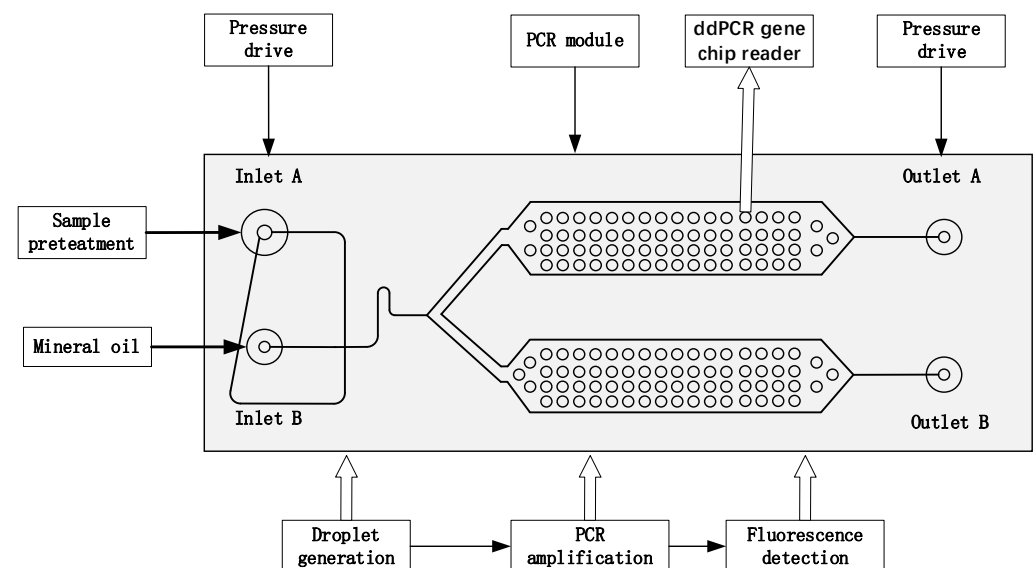 Pressure
drive
PCR module
ddPCR gene
chip reader
Pressure
drive
Inlet A
Outlet A
Sample
preteatment
Mineral oil
Inlet B
Outlet B
Droplet
generation
PCR
amplification
Fluorescence
detection